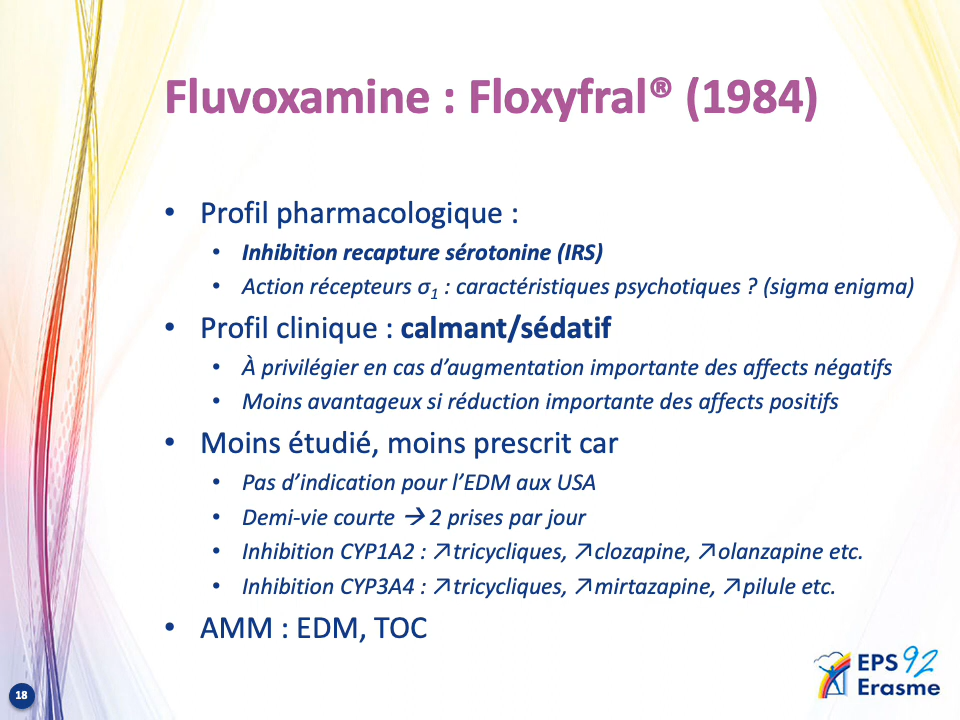 Fluvoxamine : Floxyfral® (1984)
• Profil pharmacologique :
• Inhibition recapture sérotonine (IRS)
• Action récepteurs σ1 : caractéristiques psychotiques ? (sigma enigma)
• Profil clinique : calmant/sédatif
• À privilégier en cas d’augmentation importante des affects négatifs
• Moins avantageux si réduction importante des affects positifs
• Moins étudié, moins prescrit car
• Pas d’indication pour l’EDM aux USA
• Demi-vie courte → 2 prises par jour
• Inhibition CYP1A2 : ↗tricycliques, ↗clozapine, ↗olanzapine etc.
• Inhibition CYP3A4 : ↗tricycliques, ↗mirtazapine, ↗pilule etc.
• AMM : EDM, TOC
18
EPS 92
Erasme